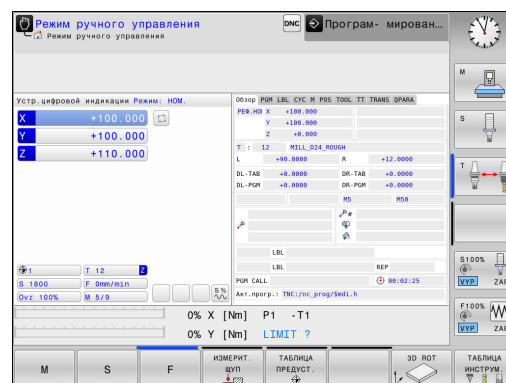 Режим ручного управления
Режим ручного управления
DNC
Програм- мирован...
Устр.цифровой индикации Режим: НОМ.
X +100.000
Y +100.000
Z +110.000
Обзор PGM LBL CYC M POS TOOL TT TRANS QPARA
РЕФ.НОМ X +100.000
Y +100.000
Z +0.000
T : 12 MILL_D24_ROUGH
L +90.0000 R +12.0000
DL-TAB +0.0000 DR-TAB +0.0000
DL-PGM +0.0000 DR-PGM +0.0000
M5 M50
P #
P
LBL
LBL REP
PGM CALL 00:02:25
Акт.прогр.: TNC:/nc_prog/$mdi.h
1 T 12 Z
S 1800 F 0mm/min
Ovr 100% M 5/9
S %
0% X [Nm] P1 -T1
0% Y [Nm] LIMIT ?
M
S
F
ИЗМЕРИТ. ЩУП
ТАБЛИЦА ПРЕДУСТ.
3D ROT
ТАБЛИЦА ИНСТРУМ.
M
S
T
S100%
VYP ZAP
F100%
VYP ZAP